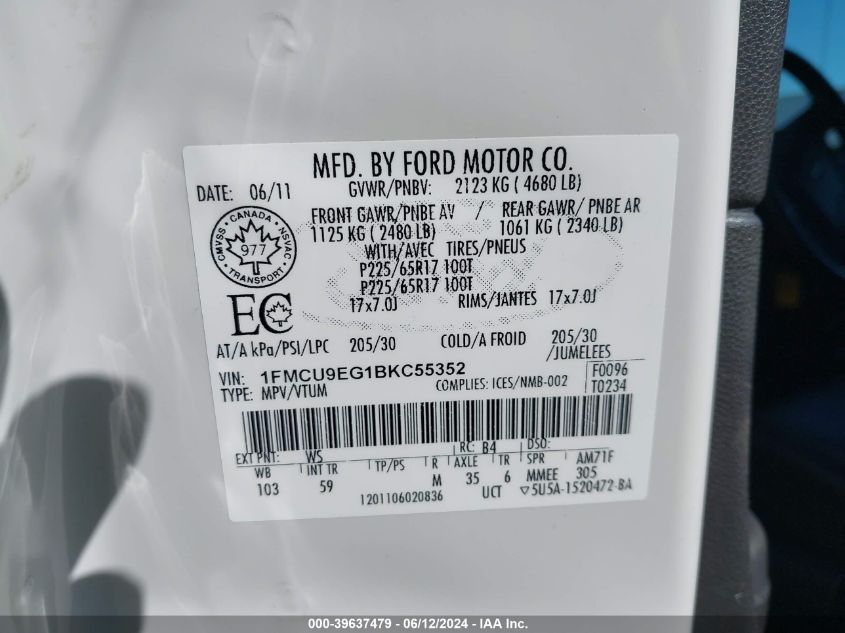 MFD. BY FORD MOTOR CO.
DATE: 06/11 GVWR/PNBV: 2123 KG ( 4680 LB)
FRONT GAWR/PNBE AV / REAR GAWR/ PNBE AR
1125 KG ( 2480 LB) 1061 KG ( 2340 LB)
WITH/AVEC TIRES/PNEUS
P225/65R17 100T
P225/65R17 100T
17x7.0J RIMS/JANTES 17x7.0J
CMVSS · CANADA · NSVAC
977
TRANSPORT
EC
AT/A kPa/PSI/LPC 205/30 COLD/A FROID 205/30
/JUMELEES
VIN: 1FMCU9EG1BKC55352
TYPE: MPV/VTUM COMPLIES: ICES/NMB-002
F0096
T0234
EXT PNT: WS RC: B4 DSO:
WB INT TR TP/PS R AXLE TR SPR AM71F
103 59 M 35 6 MMEE 305
1201106020836 UCT ▽5U5A-1520472-BA
000-39637479 - 06/12/2024 - IAA Inc.